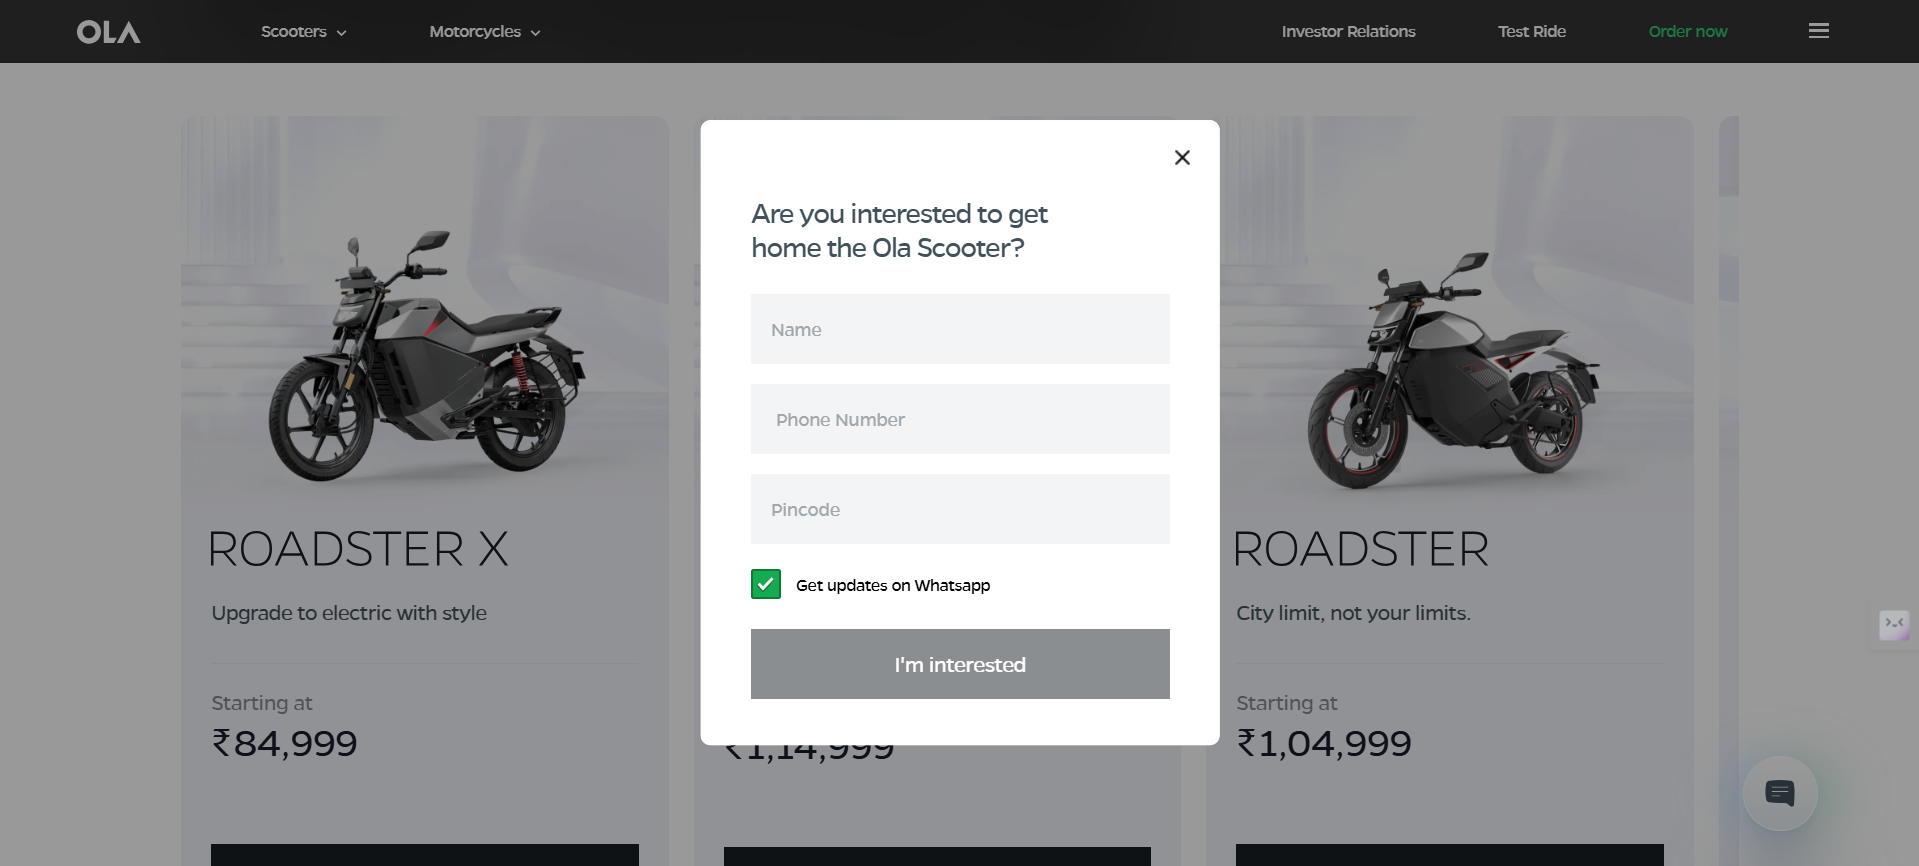 OLA
Scooters
Motorcycles
Investor Relations
Test Ride
Order now
Are you interested to get
home the Ola Scooter?
Name
Phone Number
Pincode
Get updates on Whatsapp
I'm interested
ROADSTER X
Upgrade to electric with style
Starting at
₹84,999
₹1,14,999
ROADSTER
City limit, not your limits.
Starting at
₹1,04,999